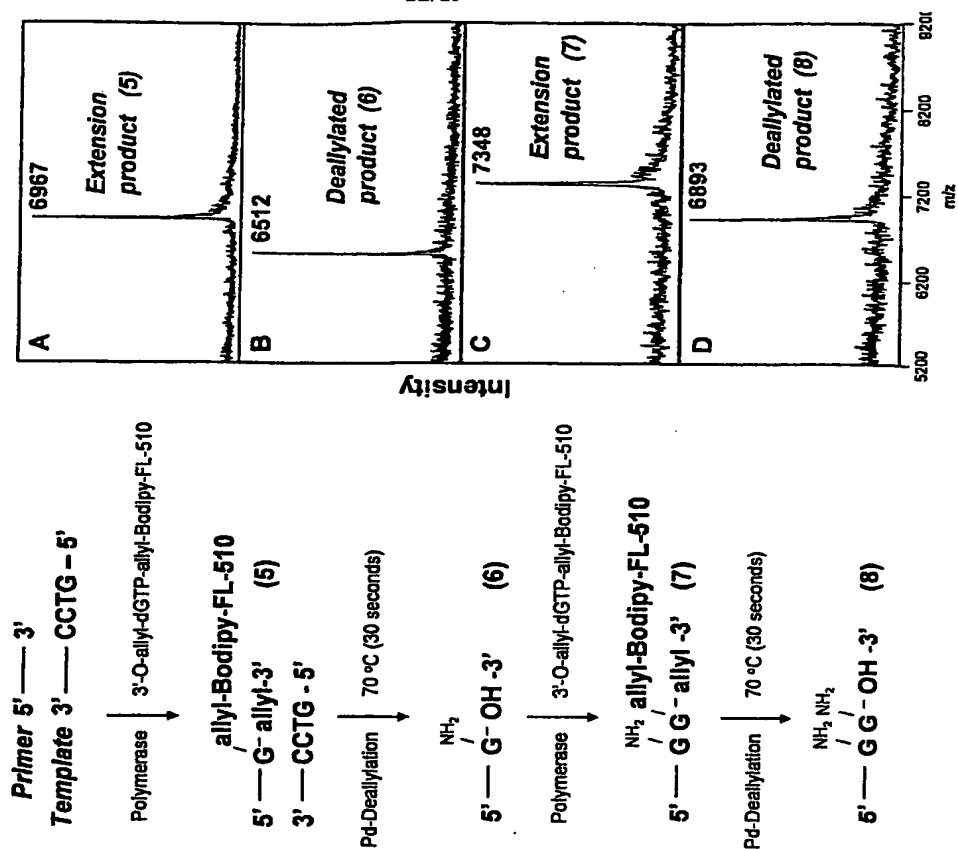 Primer 5' —— 3'
Template 3' —— CCTG – 5'
Polymerase 3'-O-allyl-dGTP-allyl-Bodipy-FL-510
allyl-Bodipy-FL-510
5' —— G - allyl-3' (5)
3' —— CCTG - 5'
Pd-Deallylation 70 °C (30 seconds)
NH₂
5' —— G - OH -3' (6)
Polymerase 3'-O-allyl-dGTP-allyl-Bodipy-FL-510
NH₂ allyl-Bodipy-FL-510
5' —— G G - allyl -3' (7)
Pd-Deallylation 70 °C (30 seconds)
NH₂ NH₂
5' —— G G - OH -3' (8)
Intensity
A
6967
Extension
product (5)
B
6512
Deallylated
product (6)
C
7348
Extension
product (7)
D
6893
Deallylated
product (8)
5200 6200 7200 8200
m/z